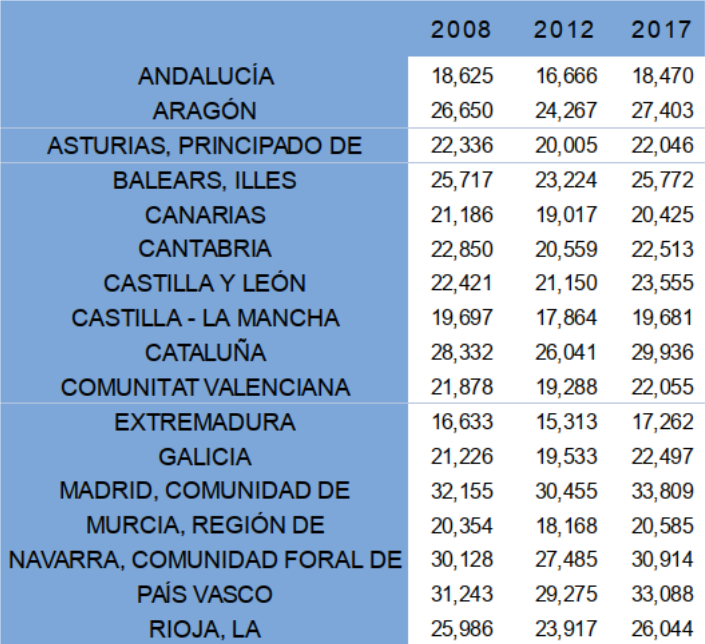 2008 2012 2017
ANDALUCÍA 18,625 16,666 18,470
ARAGÓN 26,650 24,267 27,403
ASTURIAS, PRINCIPADO DE 22,336 20,005 22,046
BALEARS, ILLES 25,717 23,224 25,772
CANARIAS 21,186 19,017 20,425
CANTABRIA 22,850 20,559 22,513
CASTILLA Y LEÓN 22,421 21,150 23,555
CASTILLA - LA MANCHA 19,697 17,864 19,681
CATALUÑA 28,332 26,041 29,936
COMUNITAT VALENCIANA 21,878 19,288 22,055
EXTREMADURA 16,633 15,313 17,262
GALICIA 21,226 19,533 22,497
MADRID, COMUNIDAD DE 32,155 30,455 33,809
MURCIA, REGIÓN DE 20,354 18,168 20,585
NAVARRA, COMUNIDAD FORAL DE 30,128 27,485 30,914
PAÍS VASCO 31,243 29,275 33,088
RIOJA, LA 25,986 23,917 26,044